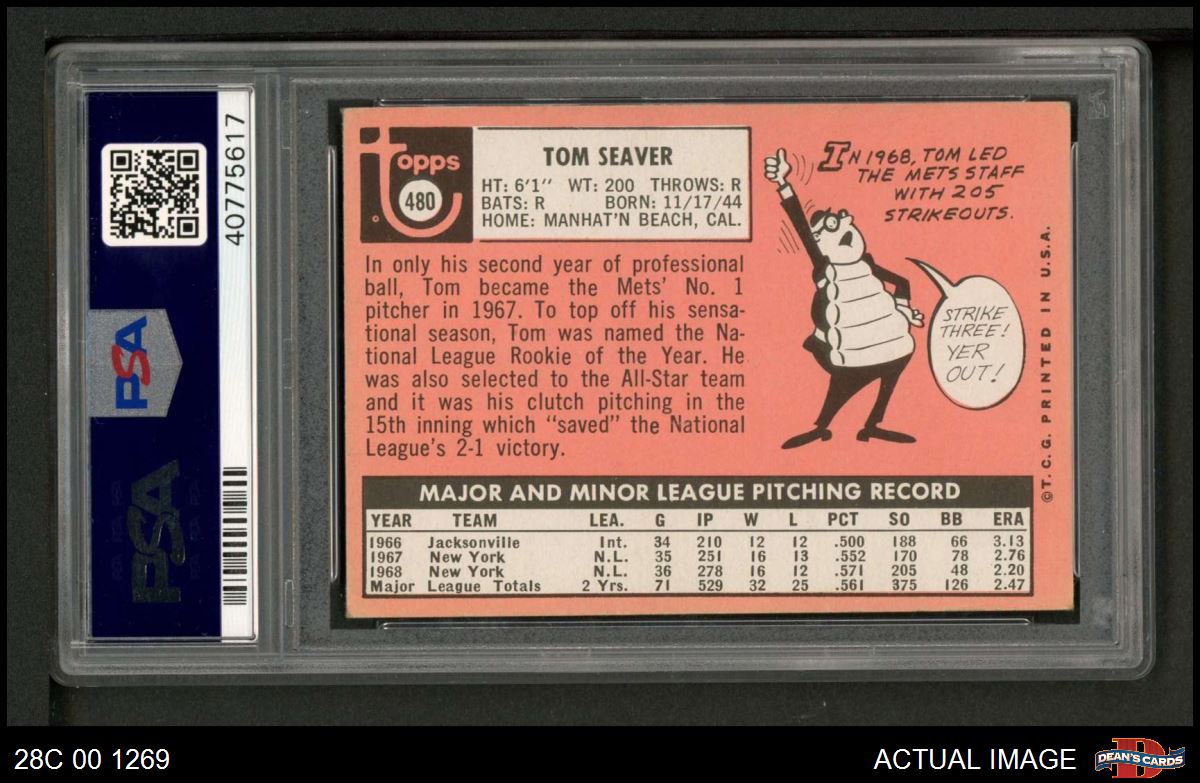 40775617
PSA
PSA
Topps
480
TOM SEAVER
HT: 6'1" WT: 200 THROWS: R
BATS: R BORN: 11/17/44
HOME: MANHAT'N BEACH, CAL.
IN 1968, TOM LED
THE METS STAFF
WITH 205
STRIKEOUTS.
In only his second year of professional
ball, Tom became the Mets' No. 1
pitcher in 1967. To top off his sensa-
tional season, Tom was named the Na-
tional League Rookie of the Year. He
was also selected to the All-Star team
and it was his clutch pitching in the
15th inning which "saved" the National
League's 2-1 victory.
STRIKE
THREE!
YER
OUT!
©T. C. G. PRINTED IN U.S.A.
MAJOR AND MINOR LEAGUE PITCHING RECORD
YEAR TEAM LEA. G IP W L PCT SO BB ERA
1966 Jacksonville Int. 34 210 12 12 .500 188 66 3.13
1967 New York N.L. 35 251 16 13 .552 170 78 2.76
1968 New York N.L. 36 278 16 12 .571 205 48 2.20
Major League Totals 2 Yrs. 71 529 32 25 .561 375 126 2.47
28C 00 1269
ACTUAL IMAGE
DEAN'S CARDS